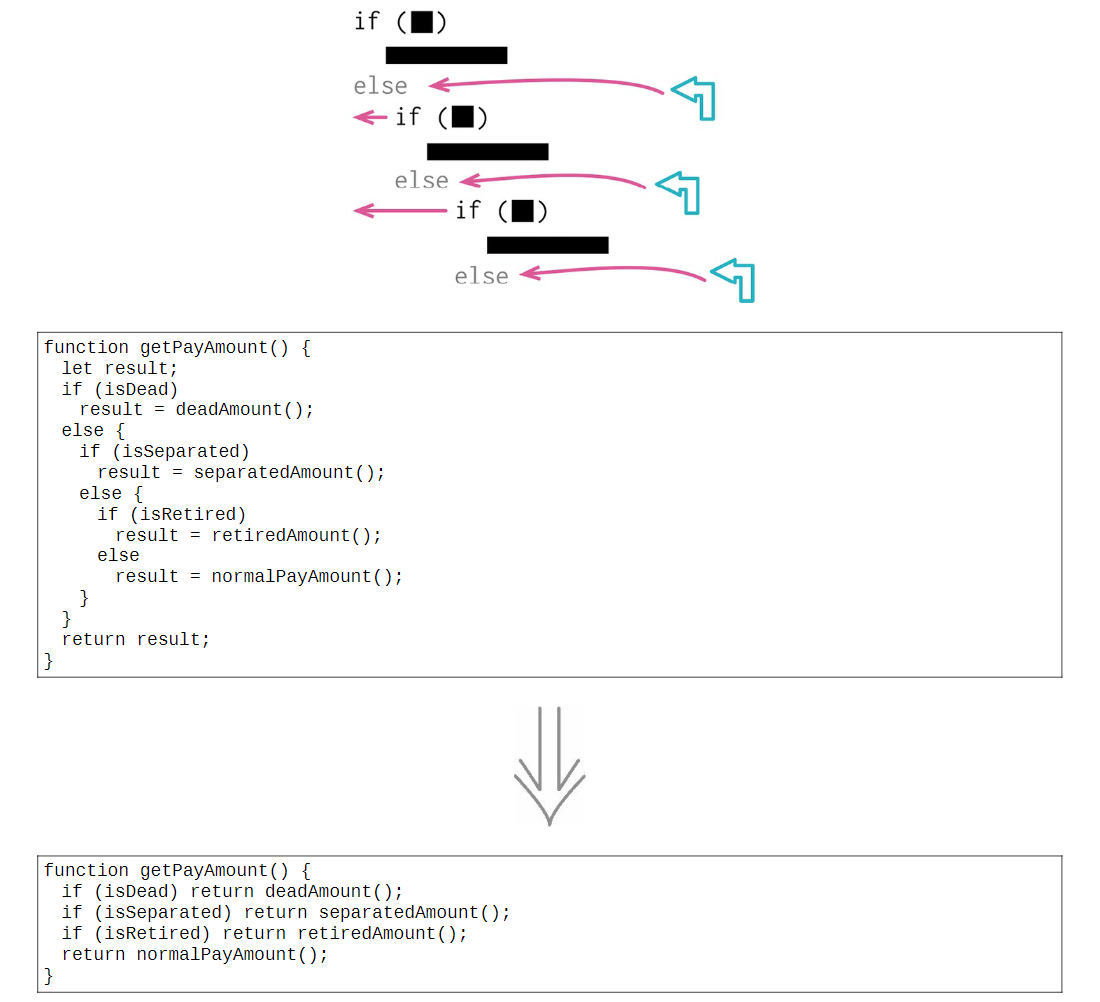 if (■)
else
if (■)
else
if (■)
else
function getPayAmount() {
  let result;
  if (isDead)
    result = deadAmount();
  else {
    if (isSeparated)
      result = separatedAmount();
    else {
      if (isRetired)
        result = retiredAmount();
      else
        result = normalPayAmount();
    }
  }
  return result;
}
function getPayAmount() {
  if (isDead) return deadAmount();
  if (isSeparated) return separatedAmount();
  if (isRetired) return retiredAmount();
  return normalPayAmount();
}